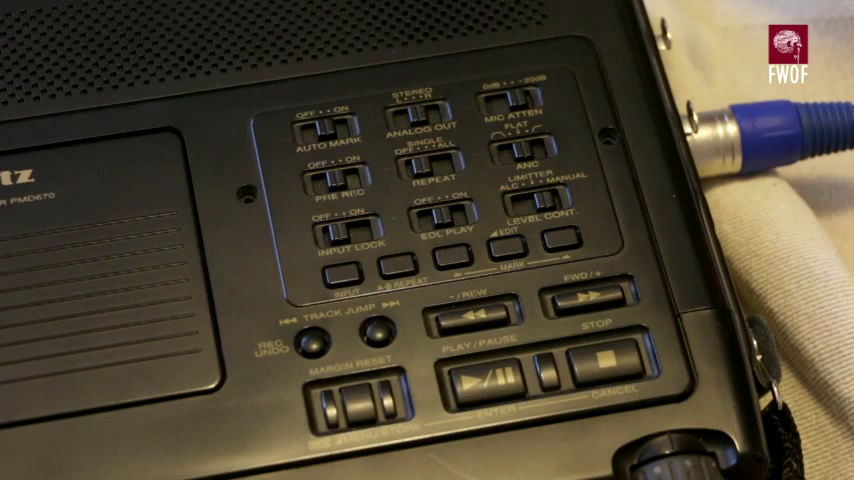 FWOF
tz
R PMD670
OFF • • ON
AUTO MARK
STEREO
L • • • R
ANALOG OUT
0dB • • -20dB
MIC ATTEN
OFF • • ON
PRE REC
SINGLE
OFF • • • ALL
REPEAT
FLAT
ANC
OFF • • ON
INPUT LOCK
OFF • • ON
EDL PLAY
LIMITTER
ALC • • MANUAL
LEVEL CONT.
INPUT
A-B REPEAT
EDIT
MARK
TRACK JUMP
REC
UNDO
- / REW
FWD / +
MARGIN RESET
PLAY / PAUSE
STOP
MENU STORE
ENTER
CANCEL